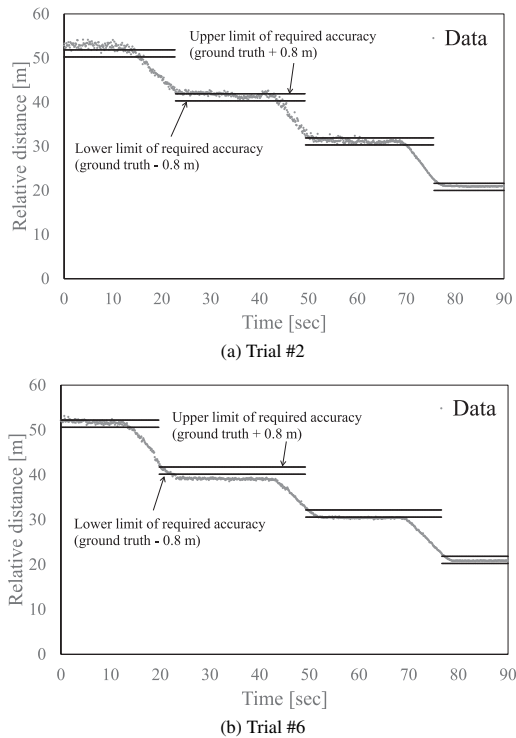 60
50
40
30
20
10
0
Relative distance [m]
Upper limit of required accuracy
(ground truth + 0.8 m)
Data
Lower limit of required accuracy
(ground truth - 0.8 m)
0 10 20 30 40 50 60 70 80 90
Time [sec]
(a) Trial #2
60
50
40
30
20
10
0
Relative distance [m]
Upper limit of required accuracy
(ground truth + 0.8 m)
Data
Lower limit of required accuracy
(ground truth - 0.8 m)
0 10 20 30 40 50 60 70 80 90
Time [sec]
(b) Trial #6